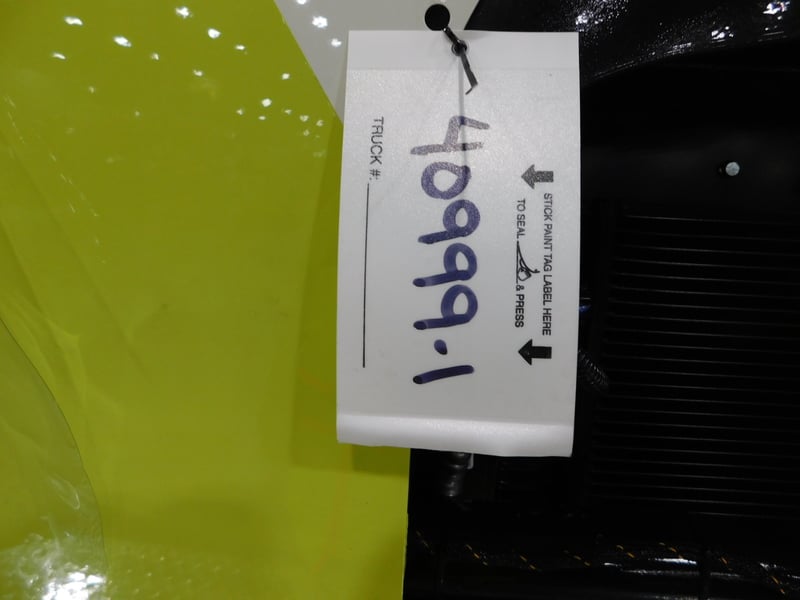 STICK PAINT TAG LABEL HERE
TO SEAL & PRESS
40999.1
TRUCK #: